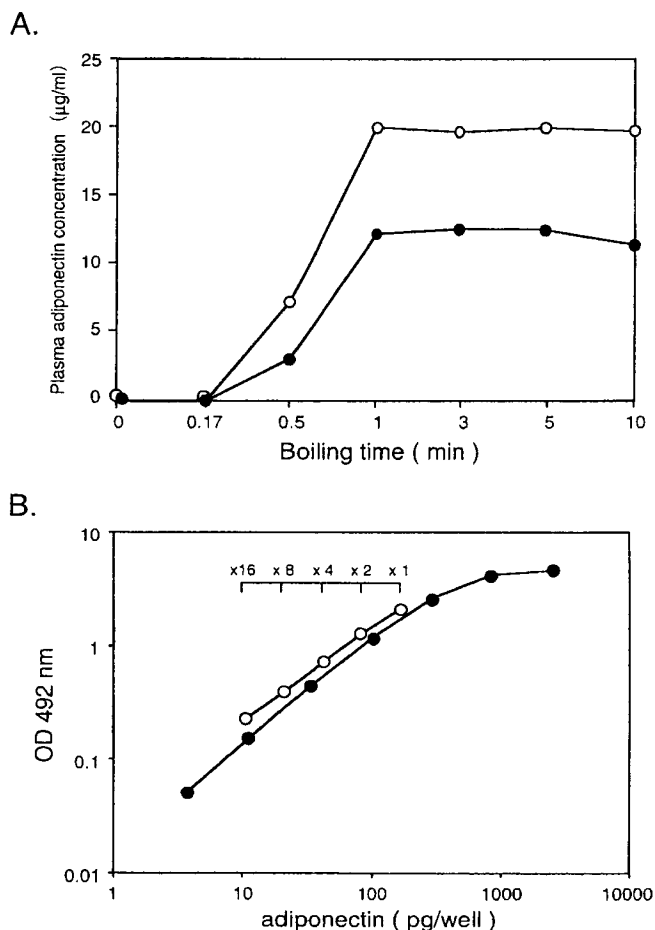 A.
Plasma adiponectin concentration (µg/ml)
25
20
15
10
5
0
0 0.17 0.5 1 3 5 10
Boiling time ( min )
B.
OD 492 nm
10
1
0.1
0.01
x16 x 8 x 4 x 2 x 1
1 10 100 1000 10000
adiponectin ( pg/well )